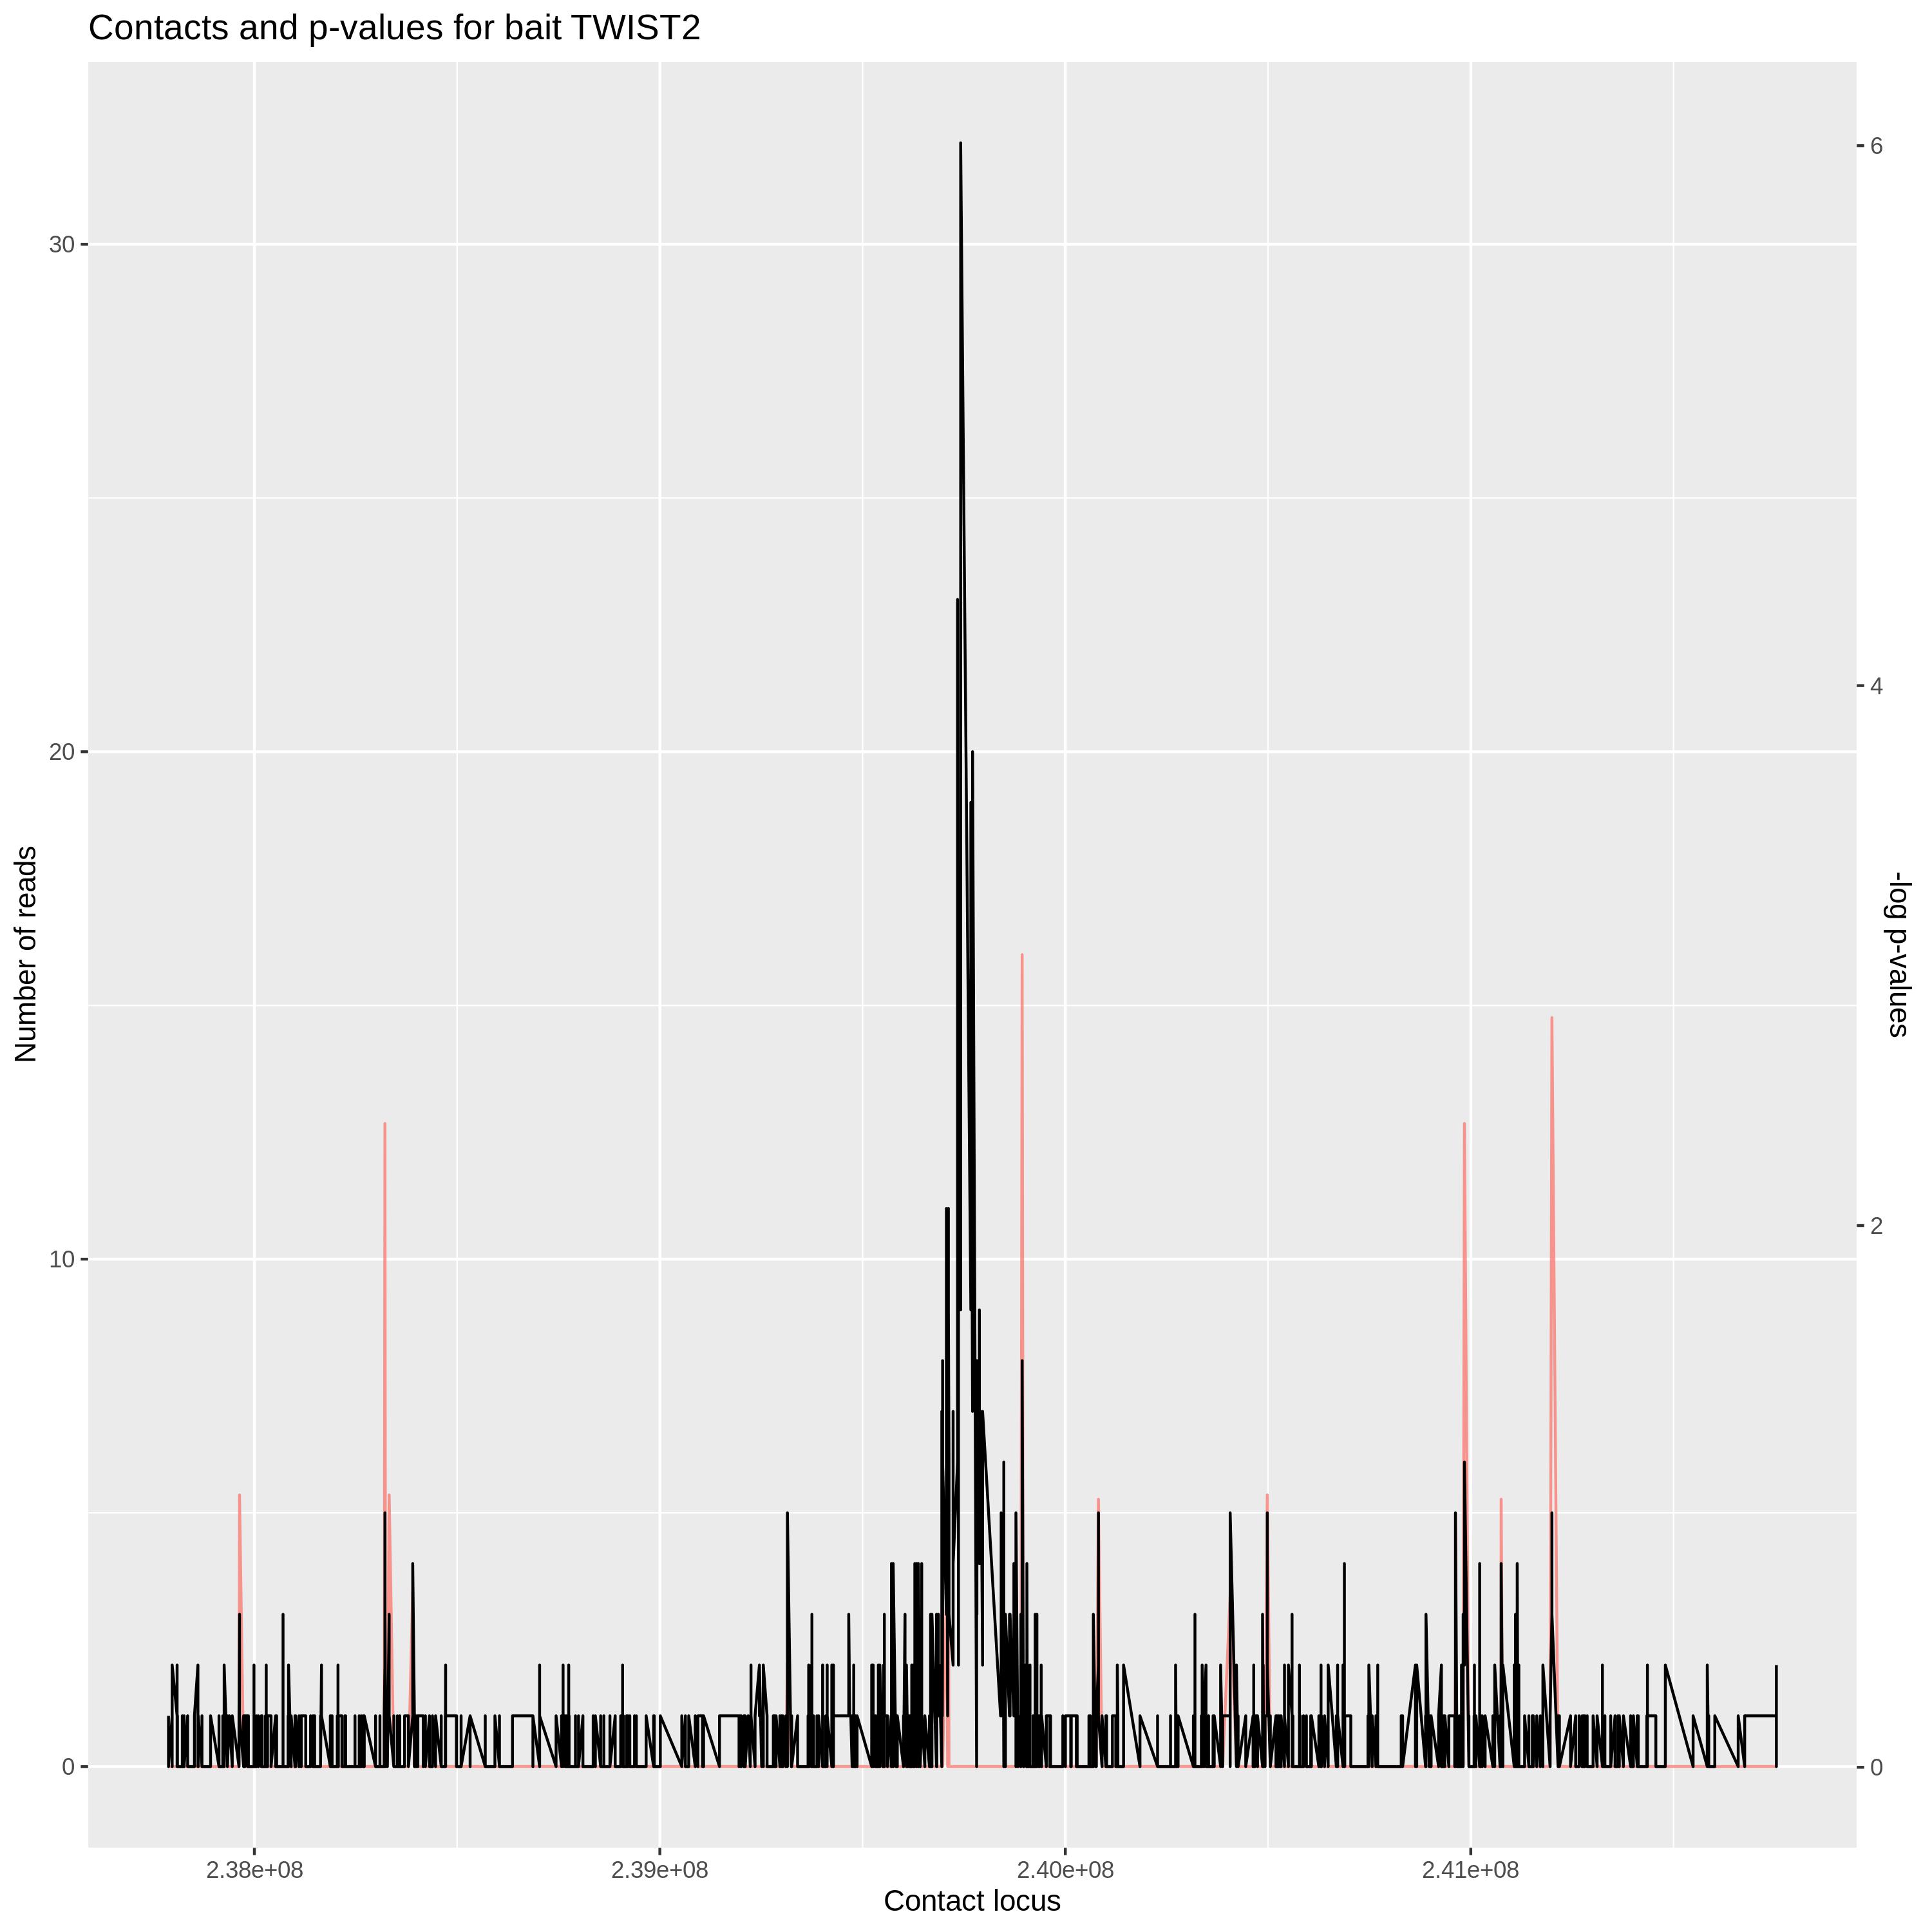 Contacts and p-values for bait TWIST2
30
20
10
0
Number of reads
6
4
2
0
-log p-values
2.38e+08 2.39e+08 2.40e+08 2.41e+08
Contact locus